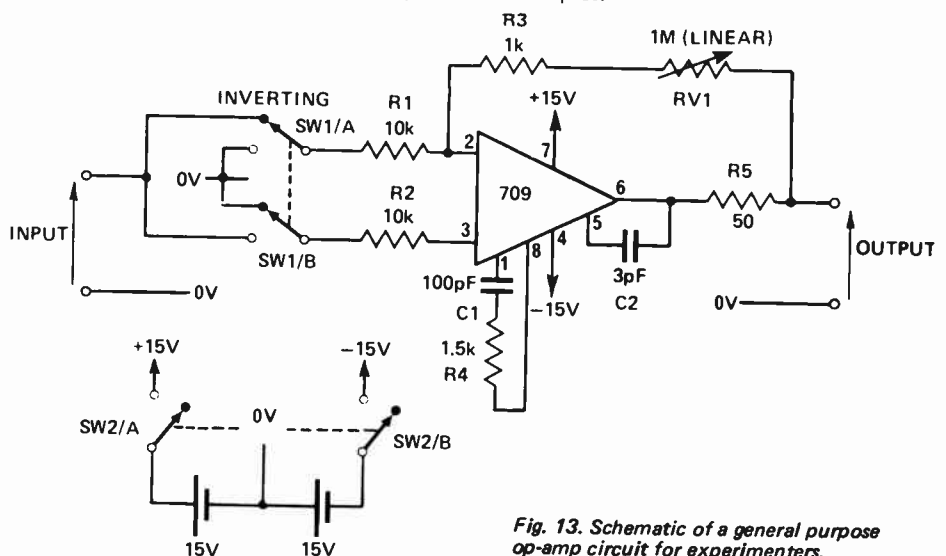 R3
1k
1M (LINEAR)
RV1
INVERTING
SW1/A
R1
10k
+15V
2
7
0V
709
6
R5
50
INPUT
R2
10k
3
5
4
8
1
SW1/B
OUTPUT
100pF
C1
-15V
3pF
C2
0V
0V
1.5k
R4
+15V
-15V
0V
SW2/A
SW2/B
15V
15V
Fig. 13. Schematic of a general purpose
op-amp circuit for experimenters.